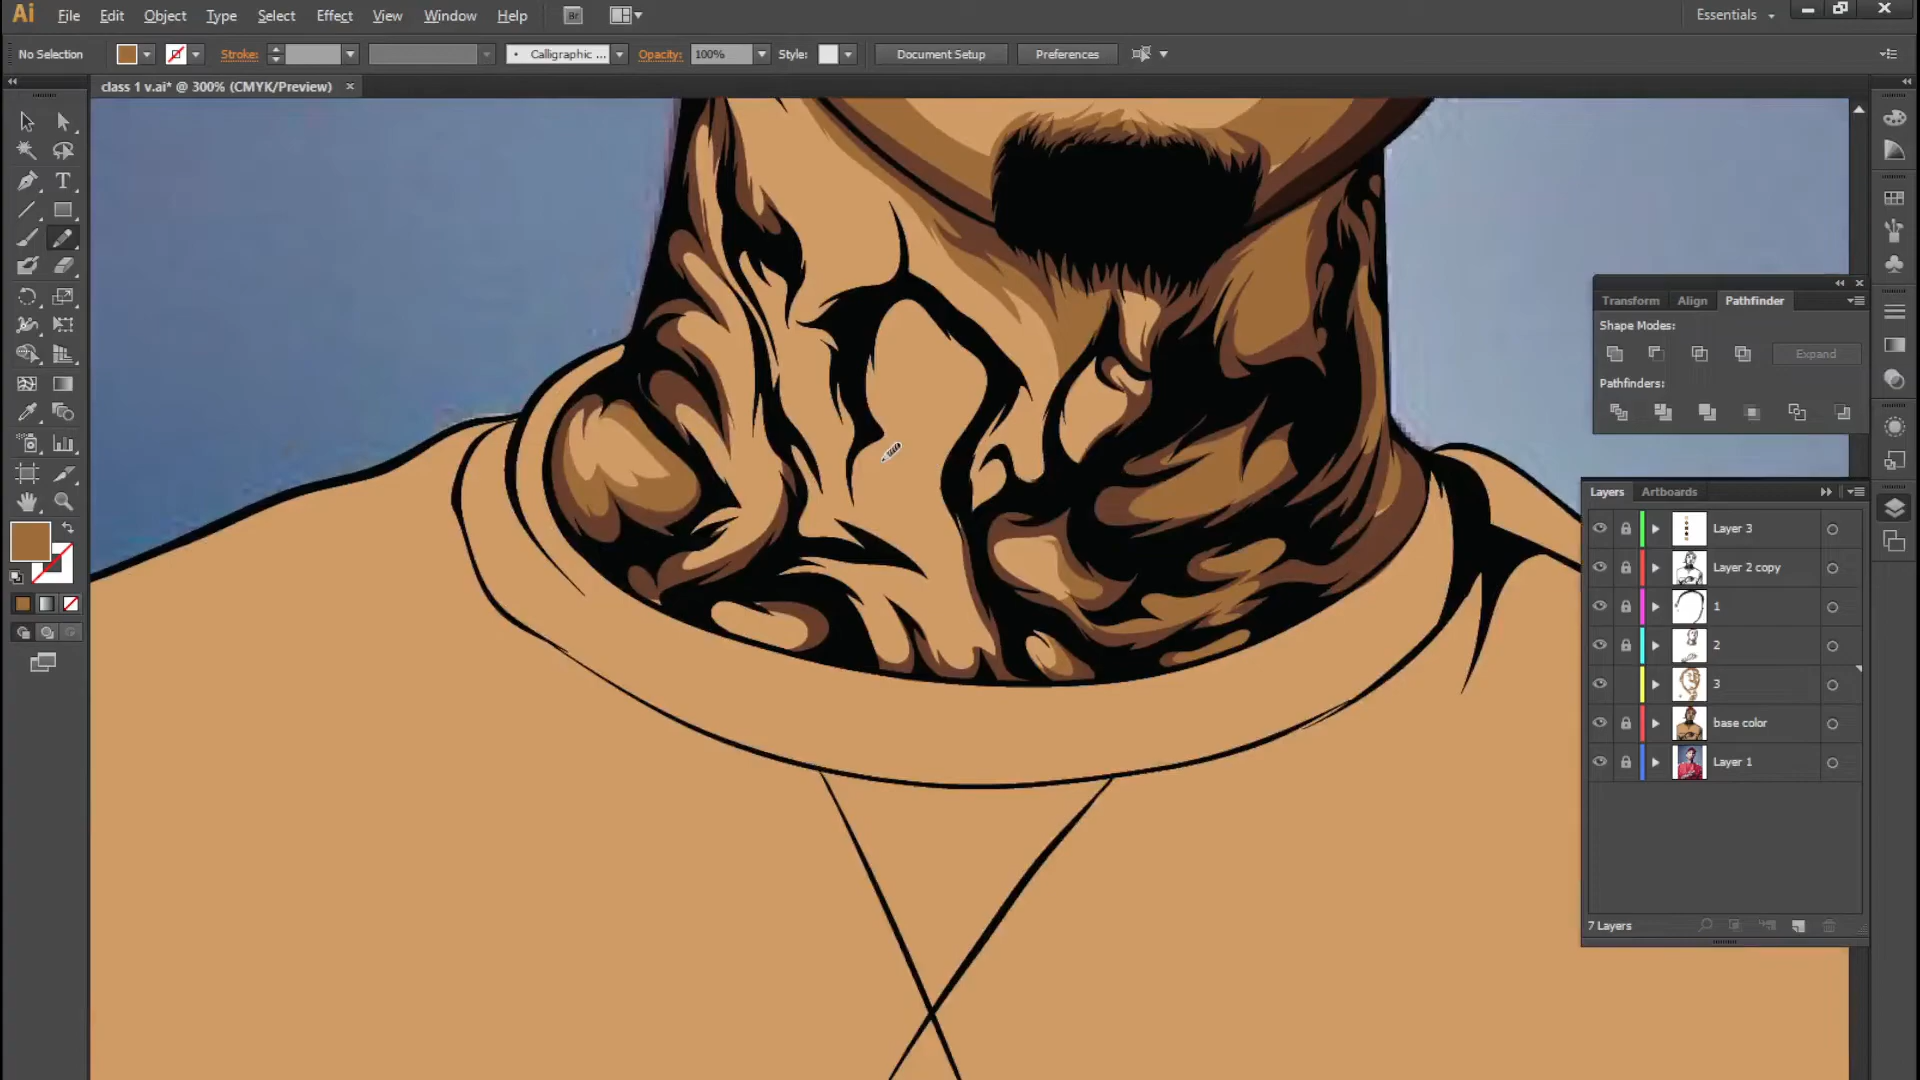 Ai File Edit Object Type Select Effect View Window Help Br Essentials
No Selection Stroke: Calligraphic ... Opacity: 100% Style: Document Setup Preferences
class 1 v.ai* @ 300% (CMYK/Preview)
Transform Align Pathfinder
Shape Modes:
Expand
Pathfinders:
Layers Artboards
Layer 3
Layer 2 copy
1
2
3
base color
Layer 1
7 Layers